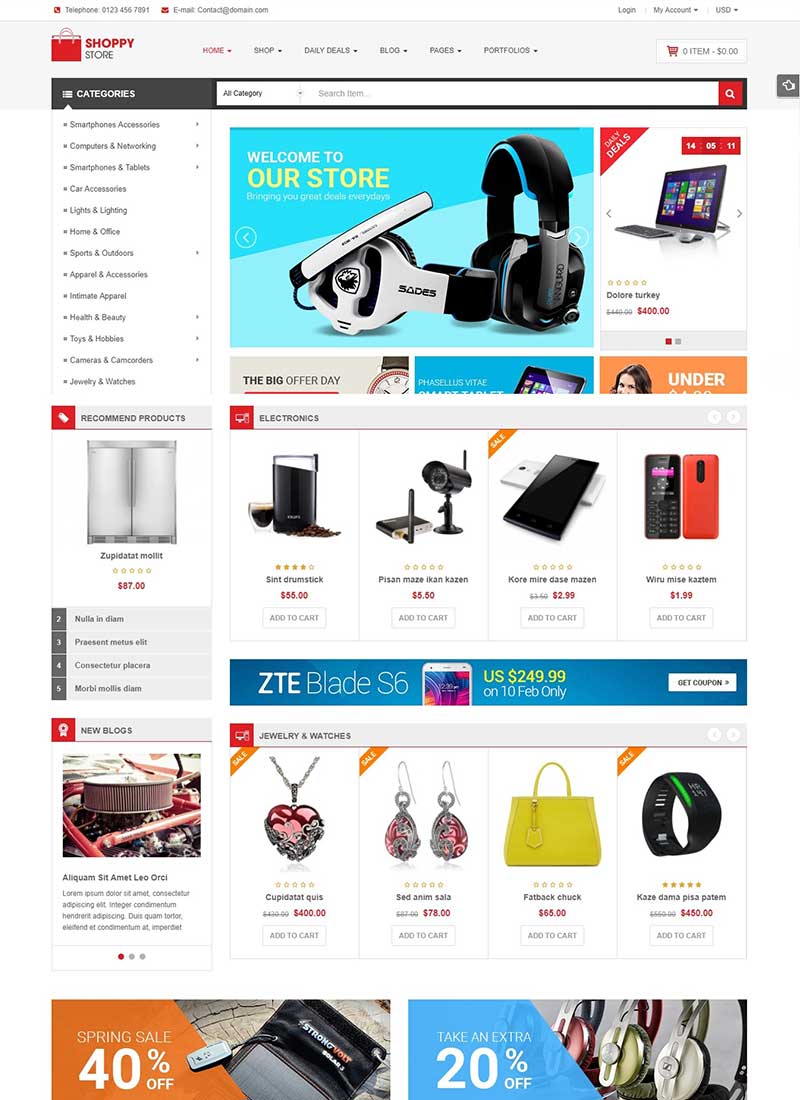 Telephone: 0123 456 7891
E-mail: Contact@domain.com
Login
My Account
USD
SHOPPY
STORE
HOME
SHOP
DAILY DEALS
BLOG
PAGES
PORTFOLIOS
0 ITEM - $0.00
CATEGORIES
All Category
Search Item...
Smartphones Accessories
Computers & Networking
Smartphones & Tablets
Car Accessories
Lights & Lighting
Home & Office
Sports & Outdoors
Apparel & Accessories
Intimate Apparel
Health & Beauty
Toys & Hobbies
Cameras & Camcorders
Jewelry & Watches
WELCOME TO
OUR STORE
Bringing you great deals everydays
SADES
DAILY
DEALS
14 : 05 : 11
Dolore turkey
$440.00 $400.00
THE BIG OFFER DAY
PHASELLUS VITAE
SMART TABLET
UNDER
RECOMMEND PRODUCTS
Zupidatat mollit
$87.00
2 Nulla in diam
3 Praesent metus elit
4 Consectetur placera
5 Morbi mollis diam
ELECTRONICS
SALE
KRUPS
Sint drumstick
$55.00
ADD TO CART
Pisan maze ikan kazen
$5.50
ADD TO CART
Kore mire dase mazen
$3.50 $2.99
ADD TO CART
Wiru mise kaztem
$1.99
ADD TO CART
ZTE Blade S6
US $249.99
on 10 Feb Only
GET COUPON »
NEW BLOGS
Aliquam Sit Amet Leo Orci
Lorem ipsum dolor sit amet, consectetur
adipiscing elit. Integer condimentum
hendrerit adipiscing. Duis quam tortor,
eleifend et condimentum at, imperdiet
JEWELRY & WATCHES
SALE
SALE
SALE
Cupidatat quis
$430.00 $400.00
ADD TO CART
Sed anim sala
$87.00 $78.00
ADD TO CART
Fatback chuck
$65.00
ADD TO CART
Kaze dama pisa patem
$550.00 $450.00
ADD TO CART
SPRING SALE
40%
OFF
STRONGVOLT
SOLAR
TAKE AN EXTRA
20%
OFF